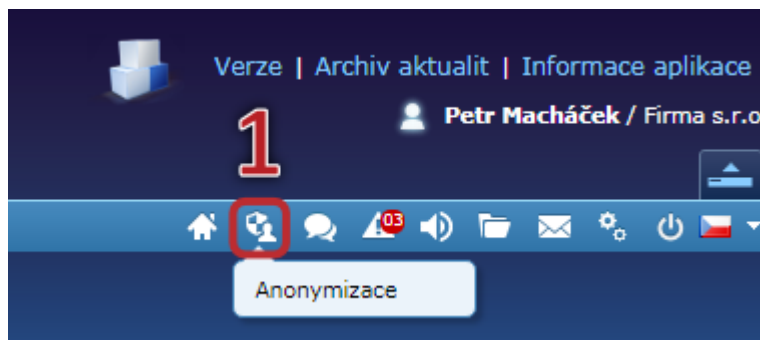 Verze | Archiv aktualit | Informace aplikace
Petr Macháček / Firma s.r.o
1
03
Anonymizace